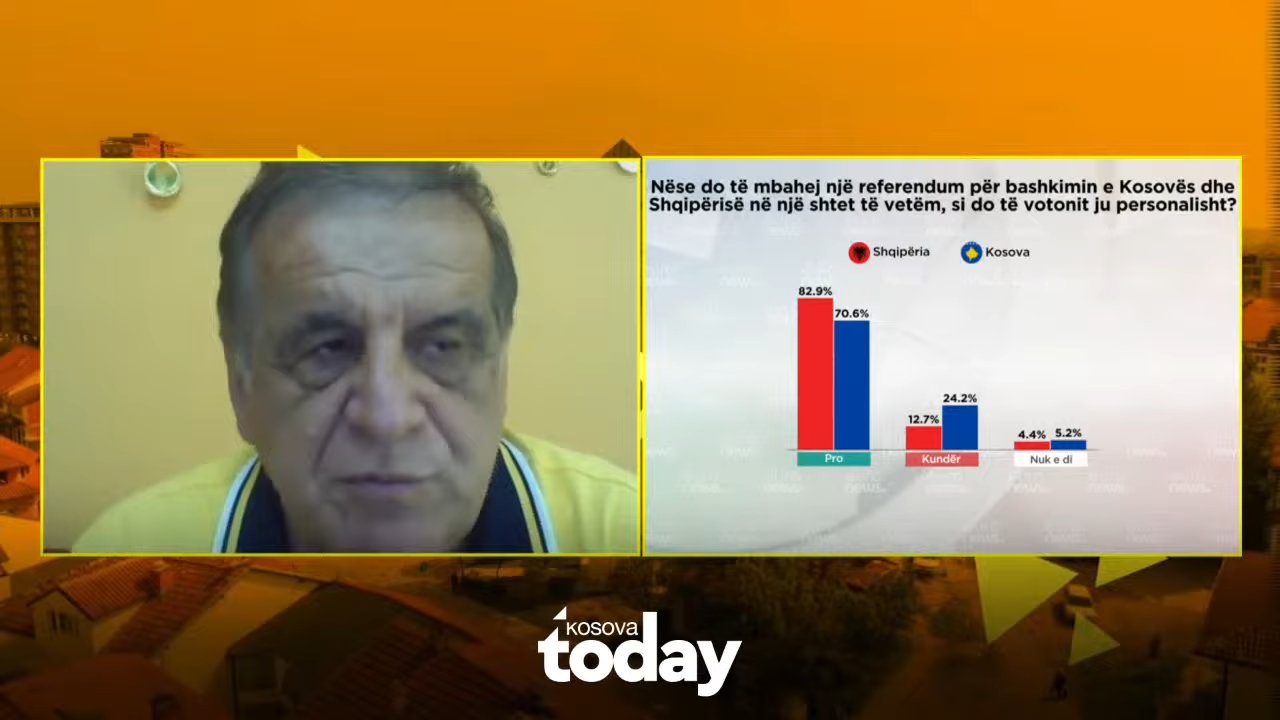 Nëse do të mbahej një referendum për bashkimin e Kosovës dhe
Shqipërisë në një shtet të vetëm, si do të votonit ju personalisht?
Shqipëria
Kosova
82.9%
70.6%
24.2%
12.7%
4.4%
5.2%
Pro
Kundër
Nuk e di
KOSOVA
today